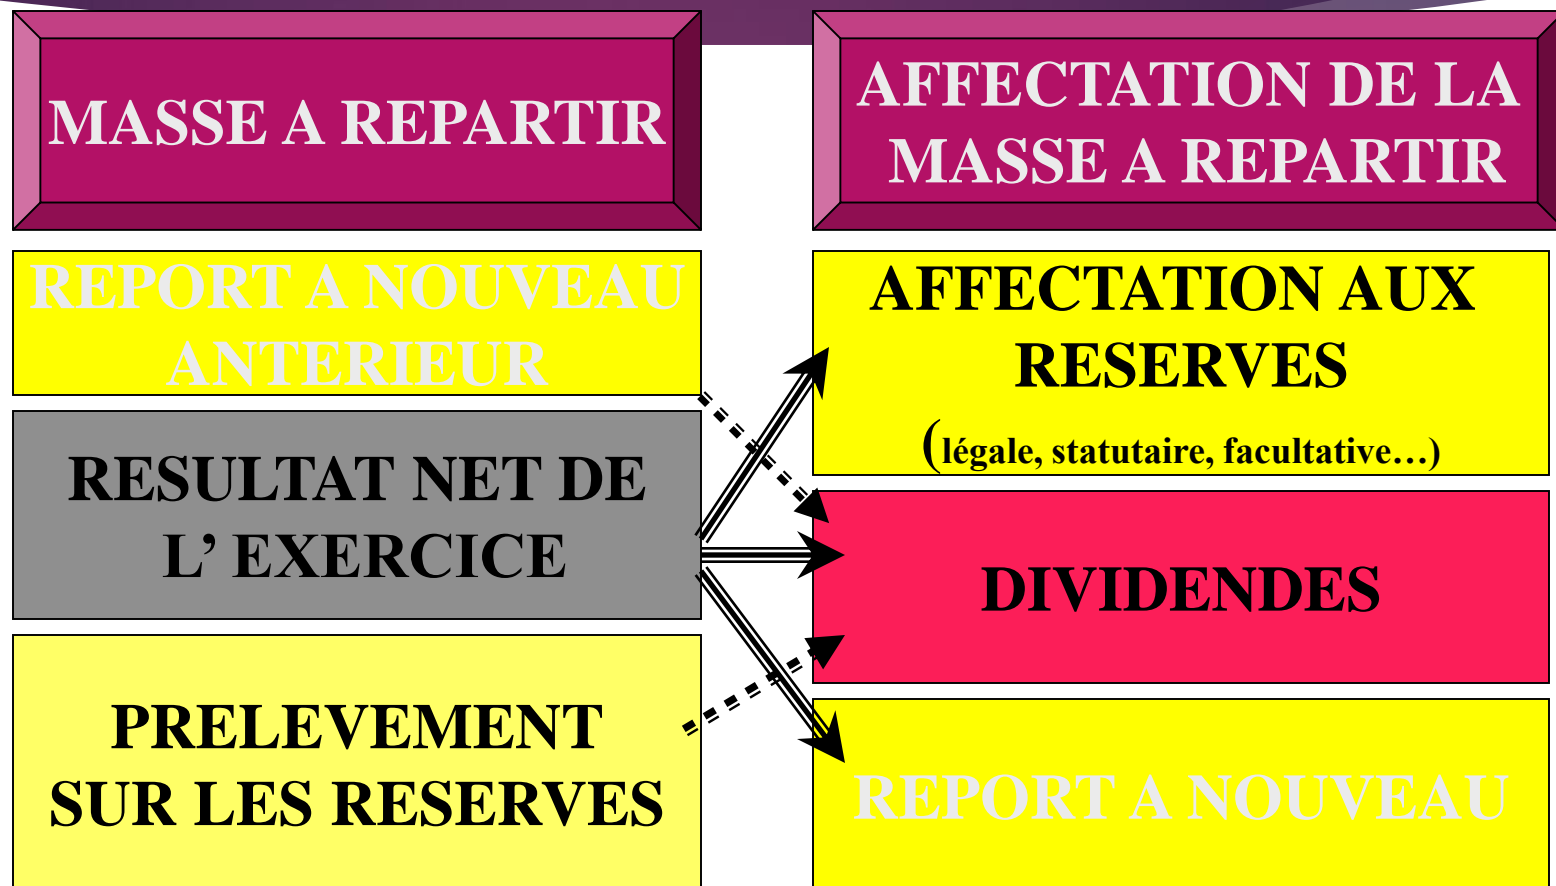 MASSE A REPARTIR
AFFECTATION DE LA
MASSE A REPARTIR
REPORT A NOUVEAU
ANTERIEUR
RESULTAT NET DE
L’ EXERCICE
PRELEVEMENT
SUR LES RESERVES
AFFECTATION AUX
RESERVES
(légale, statutaire, facultative…)
DIVIDENDES
REPORT A NOUVEAU